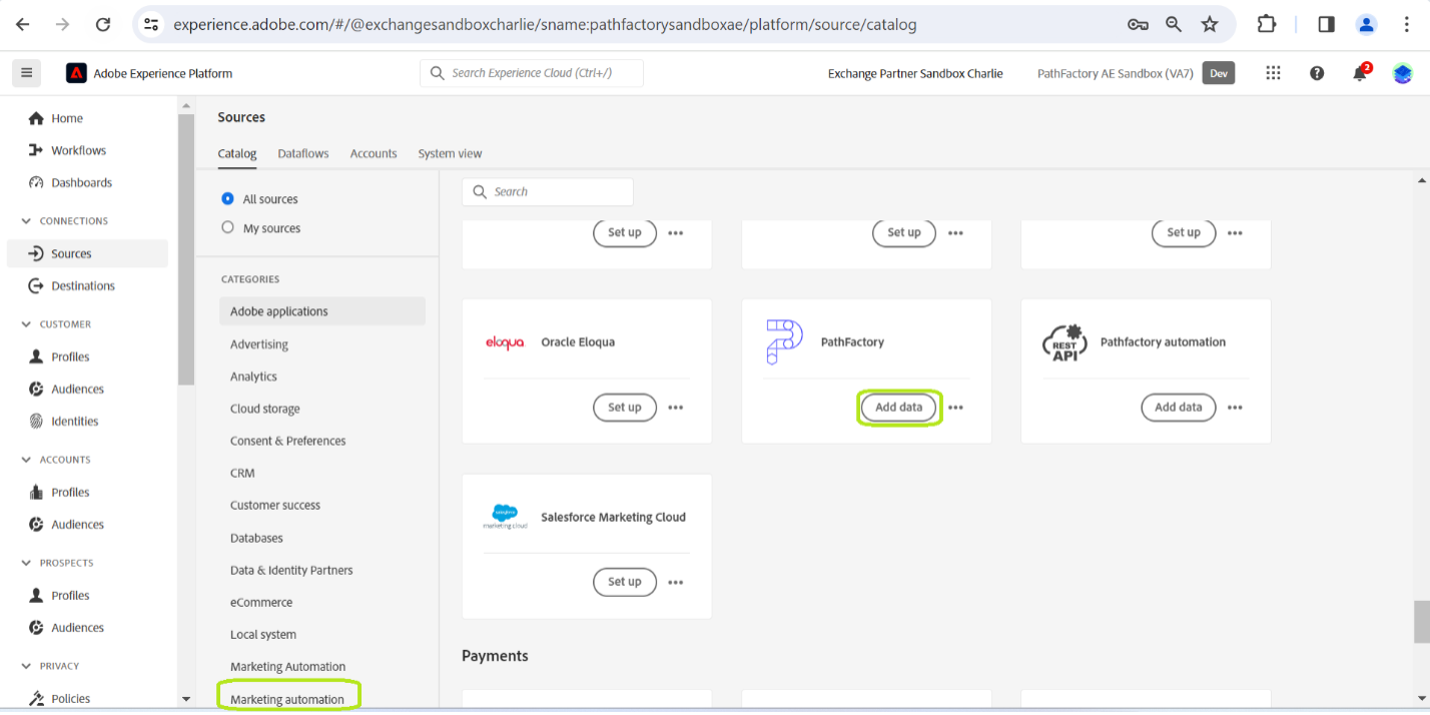 experience.adobe.com/#/@exchangesandboxcharlie/sname:pathfactorysandboxae/platform/source/catalog
Adobe Experience Platform
Search Experience Cloud (Ctrl+/)
Exchange Partner Sandbox Charlie
PathFactory AE Sandbox (VA7)
Dev
2
Home
Workflows
Dashboards
CONNECTIONS
Sources
Destinations
CUSTOMER
Profiles
Audiences
Identities
ACCOUNTS
Profiles
Audiences
PROSPECTS
Profiles
Audiences
PRIVACY
Policies
Sources
Catalog Dataflows Accounts System view
All sources
My sources
CATEGORIES
Adobe applications
Advertising
Analytics
Cloud storage
Consent & Preferences
CRM
Customer success
Databases
Data & Identity Partners
eCommerce
Local system
Marketing Automation
Marketing automation
Search
Set up
Set up
Set up
eloqua
Oracle Eloqua
Set up
PathFactory
Add data
REST
API
Pathfactory automation
Add data
salesforce
marketing cloud
Salesforce Marketing Cloud
Set up
Payments